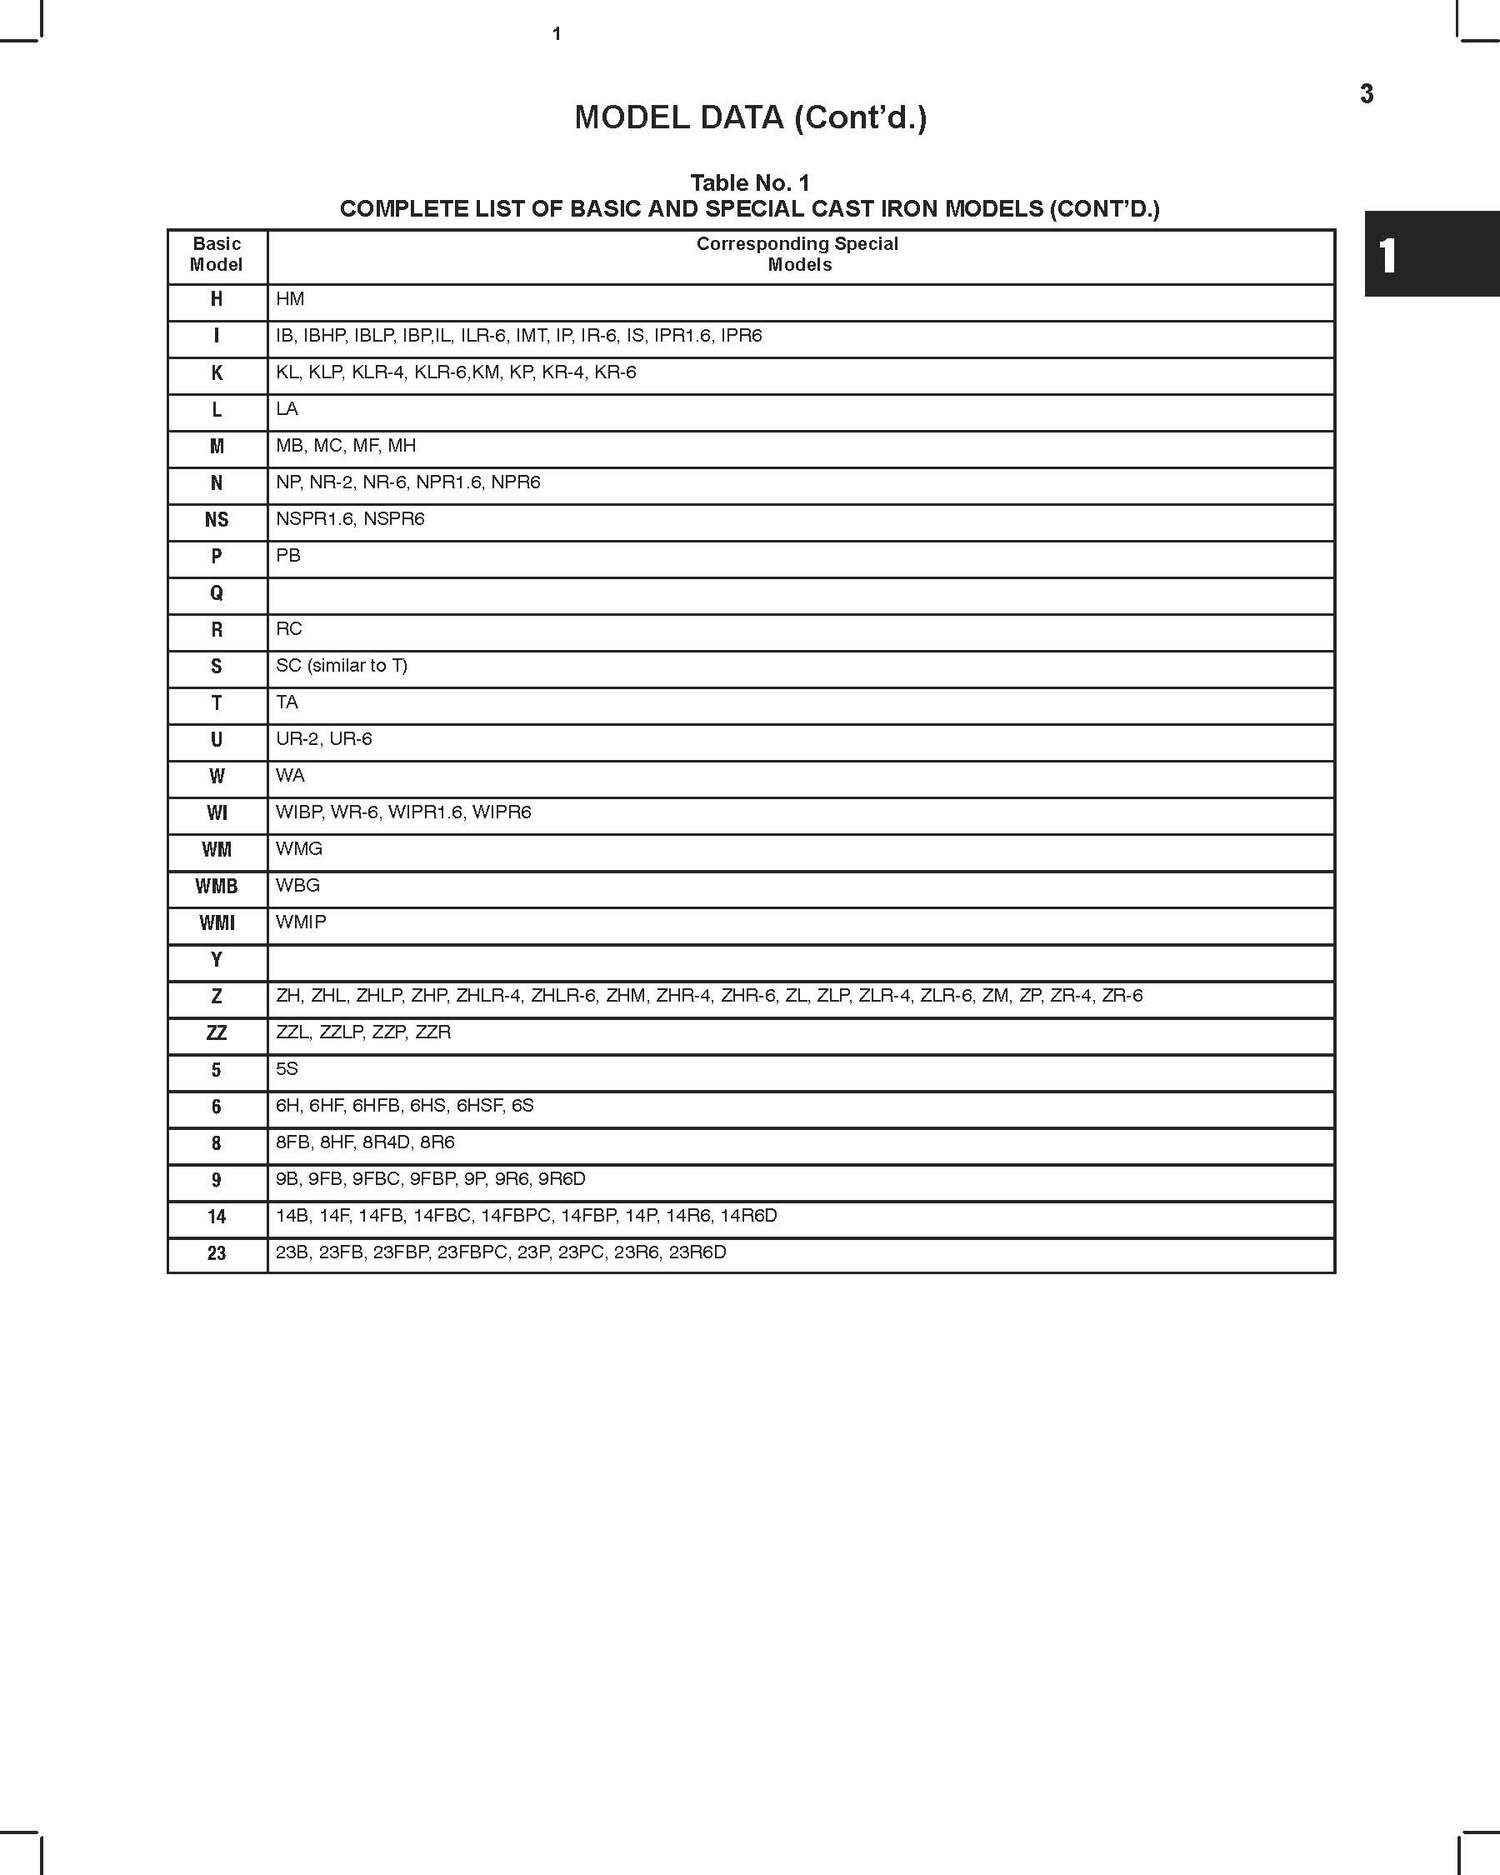 1
3
MODEL DATA (Cont’d.)
Table No. 1
COMPLETE LIST OF BASIC AND SPECIAL CAST IRON MODELS (CONT’D.)
Basic Model Corresponding Special Models
1
H HM
I IB, IBHP, IBLP, IBP,IL, ILR-6, IMT, IP, IR-6, IS, IPR1.6, IPR6
K KL, KLP, KLR-4, KLR-6,KM, KP, KR-4, KR-6
L LA
M MB, MC, MF, MH
N NP, NR-2, NR-6, NPR1.6, NPR6
NS NSPR1.6, NSPR6
P PB
Q
R RC
S SC (similar to T)
T TA
U UR-2, UR-6
W WA
WI WIBP, WR-6, WIPR1.6, WIPR6
WM WMG
WMB WBG
WMI WMIP
Y
Z ZH, ZHL, ZHLP, ZHP, ZHLR-4, ZHLR-6, ZHM, ZHR-4, ZHR-6, ZL, ZLP, ZLR-4, ZLR-6, ZM, ZP, ZR-4, ZR-6
ZZ ZZL, ZZLP, ZZP, ZZR
5 5S
6 6H, 6HF, 6HFB, 6HS, 6HSF, 6S
8 8FB, 8HF, 8R4D, 8R6
9 9B, 9FB, 9FBC, 9FBP, 9P, 9R6, 9R6D
14 14B, 14F, 14FB, 14FBC, 14FBPC, 14FBP, 14P, 14R6, 14R6D
23 23B, 23FB, 23FBP, 23FBPC, 23P, 23PC, 23R6, 23R6D